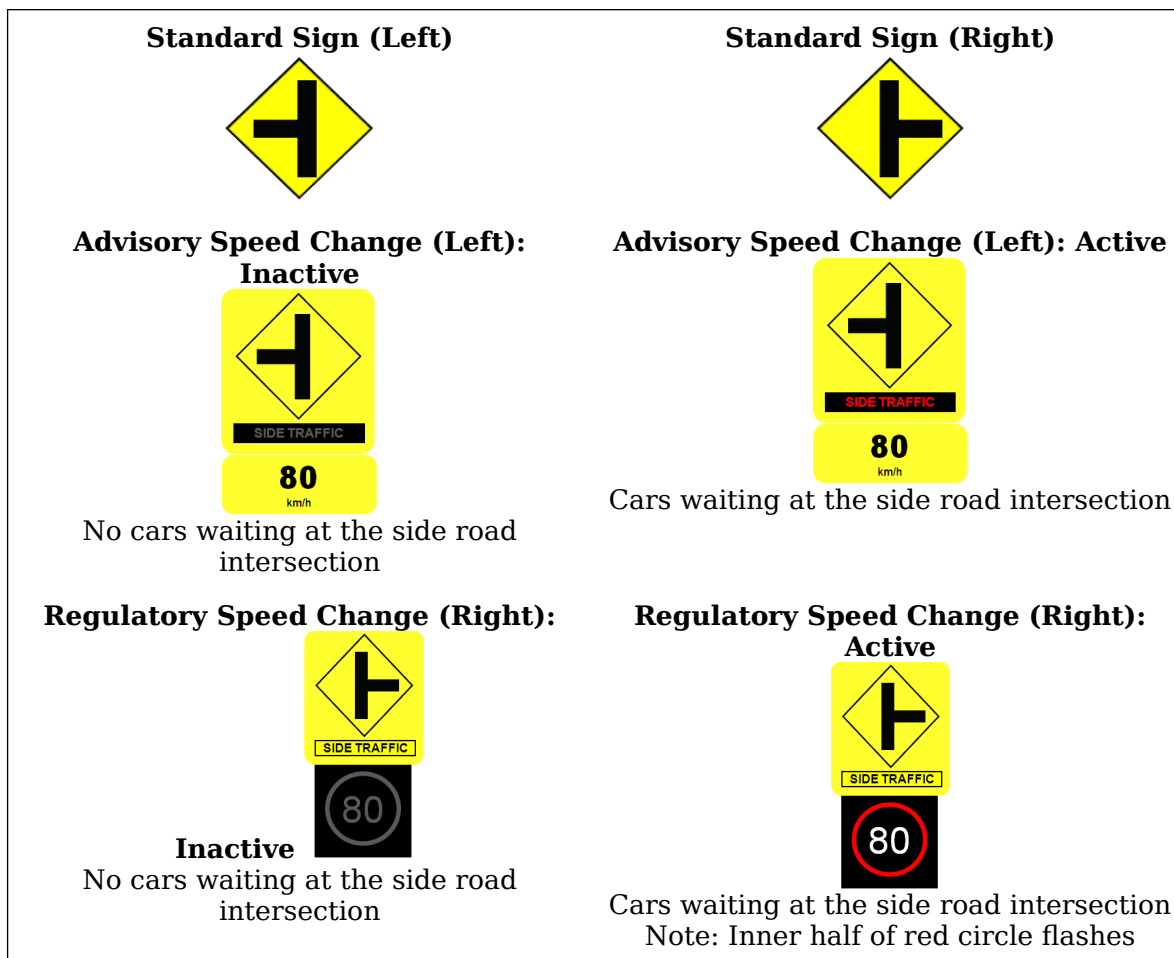 Standard Sign (Left)
Standard Sign (Right)
Advisory Speed Change (Left):
Inactive
SIDE TRAFFIC
80
km/h
No cars waiting at the side road
intersection
Advisory Speed Change (Left): Active
SIDE TRAFFIC
80
km/h
Cars waiting at the side road intersection
Regulatory Speed Change (Right):
SIDE TRAFFIC
80
Inactive
No cars waiting at the side road
intersection
Regulatory Speed Change (Right):
Active
SIDE TRAFFIC
80
Cars waiting at the side road intersection
Note: Inner half of red circle flashes